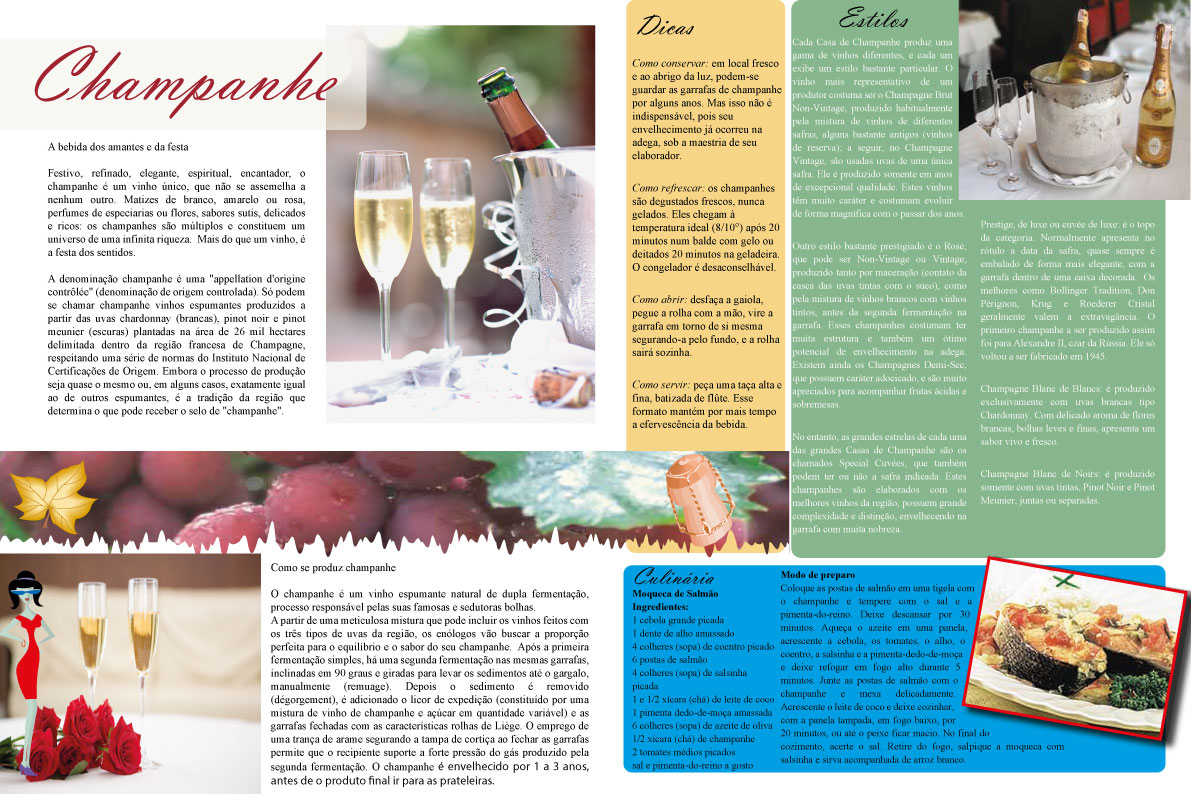 Champanhe
A bebida dos amantes e da festa
Festivo, refinado, elegante, espiritual, encantador, o
champanhe é um vinho único, que não se assemelha a
nenhum outro. Matizes de branco, amarelo ou rosa,
perfumes de especiarias ou flores, sabores sutis, delicados
e ricos: os champanhes são múltiplos e constituem um
universo de uma infinita riqueza. Mais do que um vinho, é
a festa dos sentidos.
A denominação champanhe é uma "appellation d'origine
contrôlée" (denominação de origem controlada). Só podem
se chamar champanhe vinhos espumantes produzidos a
partir das uvas chardonnay (brancas), pinot noir e pinot
meunier (escuras) plantadas na área de 26 mil hectares
delimitada dentro da região francesa de Champagne,
respeitando uma série de normas do Instituto Nacional de
Certificações de Origem. Embora o processo de produção
seja quase o mesmo ou, em alguns casos, exatamente igual
ao de outros espumantes, é a tradição da região que
determina o que pode receber o selo de "champanhe".
Como se produz champanhe
O champanhe é um vinho espumante natural de dupla fermentação,
processo responsável pelas suas famosas e sedutoras bolhas.
A partir de uma meticulosa mistura que pode incluir os vinhos feitos com
os três tipos de uvas da região, os enólogos vão buscar a proporção
perfeita para o equilíbrio e o sabor do seu champanhe. Após a primeira
fermentação simples, há uma segunda fermentação nas mesmas garrafas,
inclinadas em 90 graus e giradas para levar os sedimentos até o gargalo,
manualmente (remuage). Depois o sedimento é removido
(dégorgement), é adicionado o licor de expedição (constituído por uma
mistura de vinho de champanhe e açúcar em quantidade variável) e as
garrafas fechadas com as características rolhas de Liège. O emprego de
uma trança de arame segurando a tampa de cortiça ao fechar as garrafas
permite que o recipiente suporte a forte pressão do gás produzido pela
segunda fermentação. O champanhe é envelhecido por 1 a 3 anos,
antes de o produto final ir para as prateleiras.
Dicas
Como conservar: em local fresco
e ao abrigo da luz, podem-se
guardar as garrafas de champanhe
por alguns anos. Mas isso não é
indispensável, pois seu
envelhecimento já ocorreu na
adega, sob a maestria de seu
elaborador.
Como refrescar: os champanhes
são degustados frescos, nunca
gelados. Eles chegam à
temperatura ideal (8/10°) após 20
minutos num balde com gelo ou
deitados 20 minutos na geladeira.
O congelador é desaconselhável.
Como abrir: desfaça a gaiola,
pegue a rolha com a mão, vire a
garrafa em torno de si mesma
segurando-a pelo fundo, e a rolha
sairá sozinha.
Como servir: peça uma taça alta e
fina, batizada de flûte. Esse
formato mantém por mais tempo
a efervescência da bebida.
Estilos
Cada Casa de Champanhe produz uma
gama de vinhos diferentes, e cada um
exibe um estilo bastante particular. O
vinho mais representativo de um
produtor costuma ser o Champagne Brut
Non-Vintage, produzido habitualmente
pela mistura de vinhos de diferentes
safras, alguns bastante antigos (vinhos
de reserva); a seguir, no Champagne
Vintage, são usadas uvas de uma única
safra. Ele é produzido somente em anos
de excepcional qualidade. Estes vinhos
têm muito caráter e costumam evoluir
de forma magnífica com o passar dos anos.
Outro estilo bastante prestigiado é o Rosé,
que pode ser Non-Vintage ou Vintage,
produzido tanto por maceração (contato da
casca das uvas tintas com o suco), como
pela mistura de vinhos brancos com vinhos
tintos, antes da segunda fermentação na
garrafa. Esses champanhes costumam ter
muita estrutura e também um ótimo
potencial de envelhecimento na adega.
Existem ainda os Champagnes Demi-Sec,
que possuem caráter adocicado, e são muito
apreciados para acompanhar frutas ácidas e
sobremesas.
No entanto, as grandes estrelas de cada uma
das grandes Casas de Champanhe são os
chamados Special Cuvées, que também
podem ter ou não a safra indicada. Estes
champanhes são elaborados com os
melhores vinhos da região, possuem grande
complexidade e distinção, envelhecendo na
garrafa com muita nobreza.
Prestige, de luxe ou cuvée de luxe: é o topo
da categoria. Normalmente apresenta no
rótulo a data da safra, quase sempre é
embalado de forma mais elegante, com a
garrafa dentro de uma caixa decorada. Os
melhores como Bollinger Tradition, Don
Pérignon, Krug e Roederer Cristal
geralmente valem a extravagância. O
primeiro champanhe a ser produzido assim
foi para Alexandre II, czar da Rússia. Ele só
voltou a ser fabricado em 1945.
Champagne Blanc de Blancs: é produzido
exclusivamente com uvas brancas tipo
Chardonnay. Com delicado aroma de flores
brancas, bolhas leves e finas, apresenta um
sabor vivo e fresco.
Champagne Blanc de Noirs: é produzido
somente com uvas tintas, Pinot Noir e Pinot
Meunier, juntas ou separadas.
Culinária
Moqueca de Salmão
Ingredientes:
1 cebola grande picada
1 dente de alho amassado
4 colheres (sopa) de coentro picado
6 postas de salmão
4 colheres (sopa) de salsinha
picada
1 e 1/2 xícara (chá) de leite de coco
1 pimenta dedo-de-moça amassada
6 colheres (sopa) de azeite de oliva
1/2 xícara (chá) de champanhe
2 tomates médios picados
sal e pimenta-do-reino a gosto
Modo de preparo
Coloque as postas de salmão em uma tigela com
o champanhe e tempere com o sal e a
pimenta-do-reino. Deixe descansar por 30
minutos. Aqueça o azeite em uma panela,
acrescente a cebola, os tomates, o alho, o
coentro, a salsinha e a pimenta-dedo-de-moça
e deixe refogar em fogo alto durante 5
minutos. Junte as postas de salmão com o
champanhe e mexa delicadamente.
Acrescente o leite de coco e deixe cozinhar,
com a panela tampada, em fogo baixo, por
20 minutos, ou até o peixe ficar macio. No final do
cozimento, acerte o sal. Retire do fogo, salpique a moqueca com
salsinha e sirva acompanhada de arroz branco.